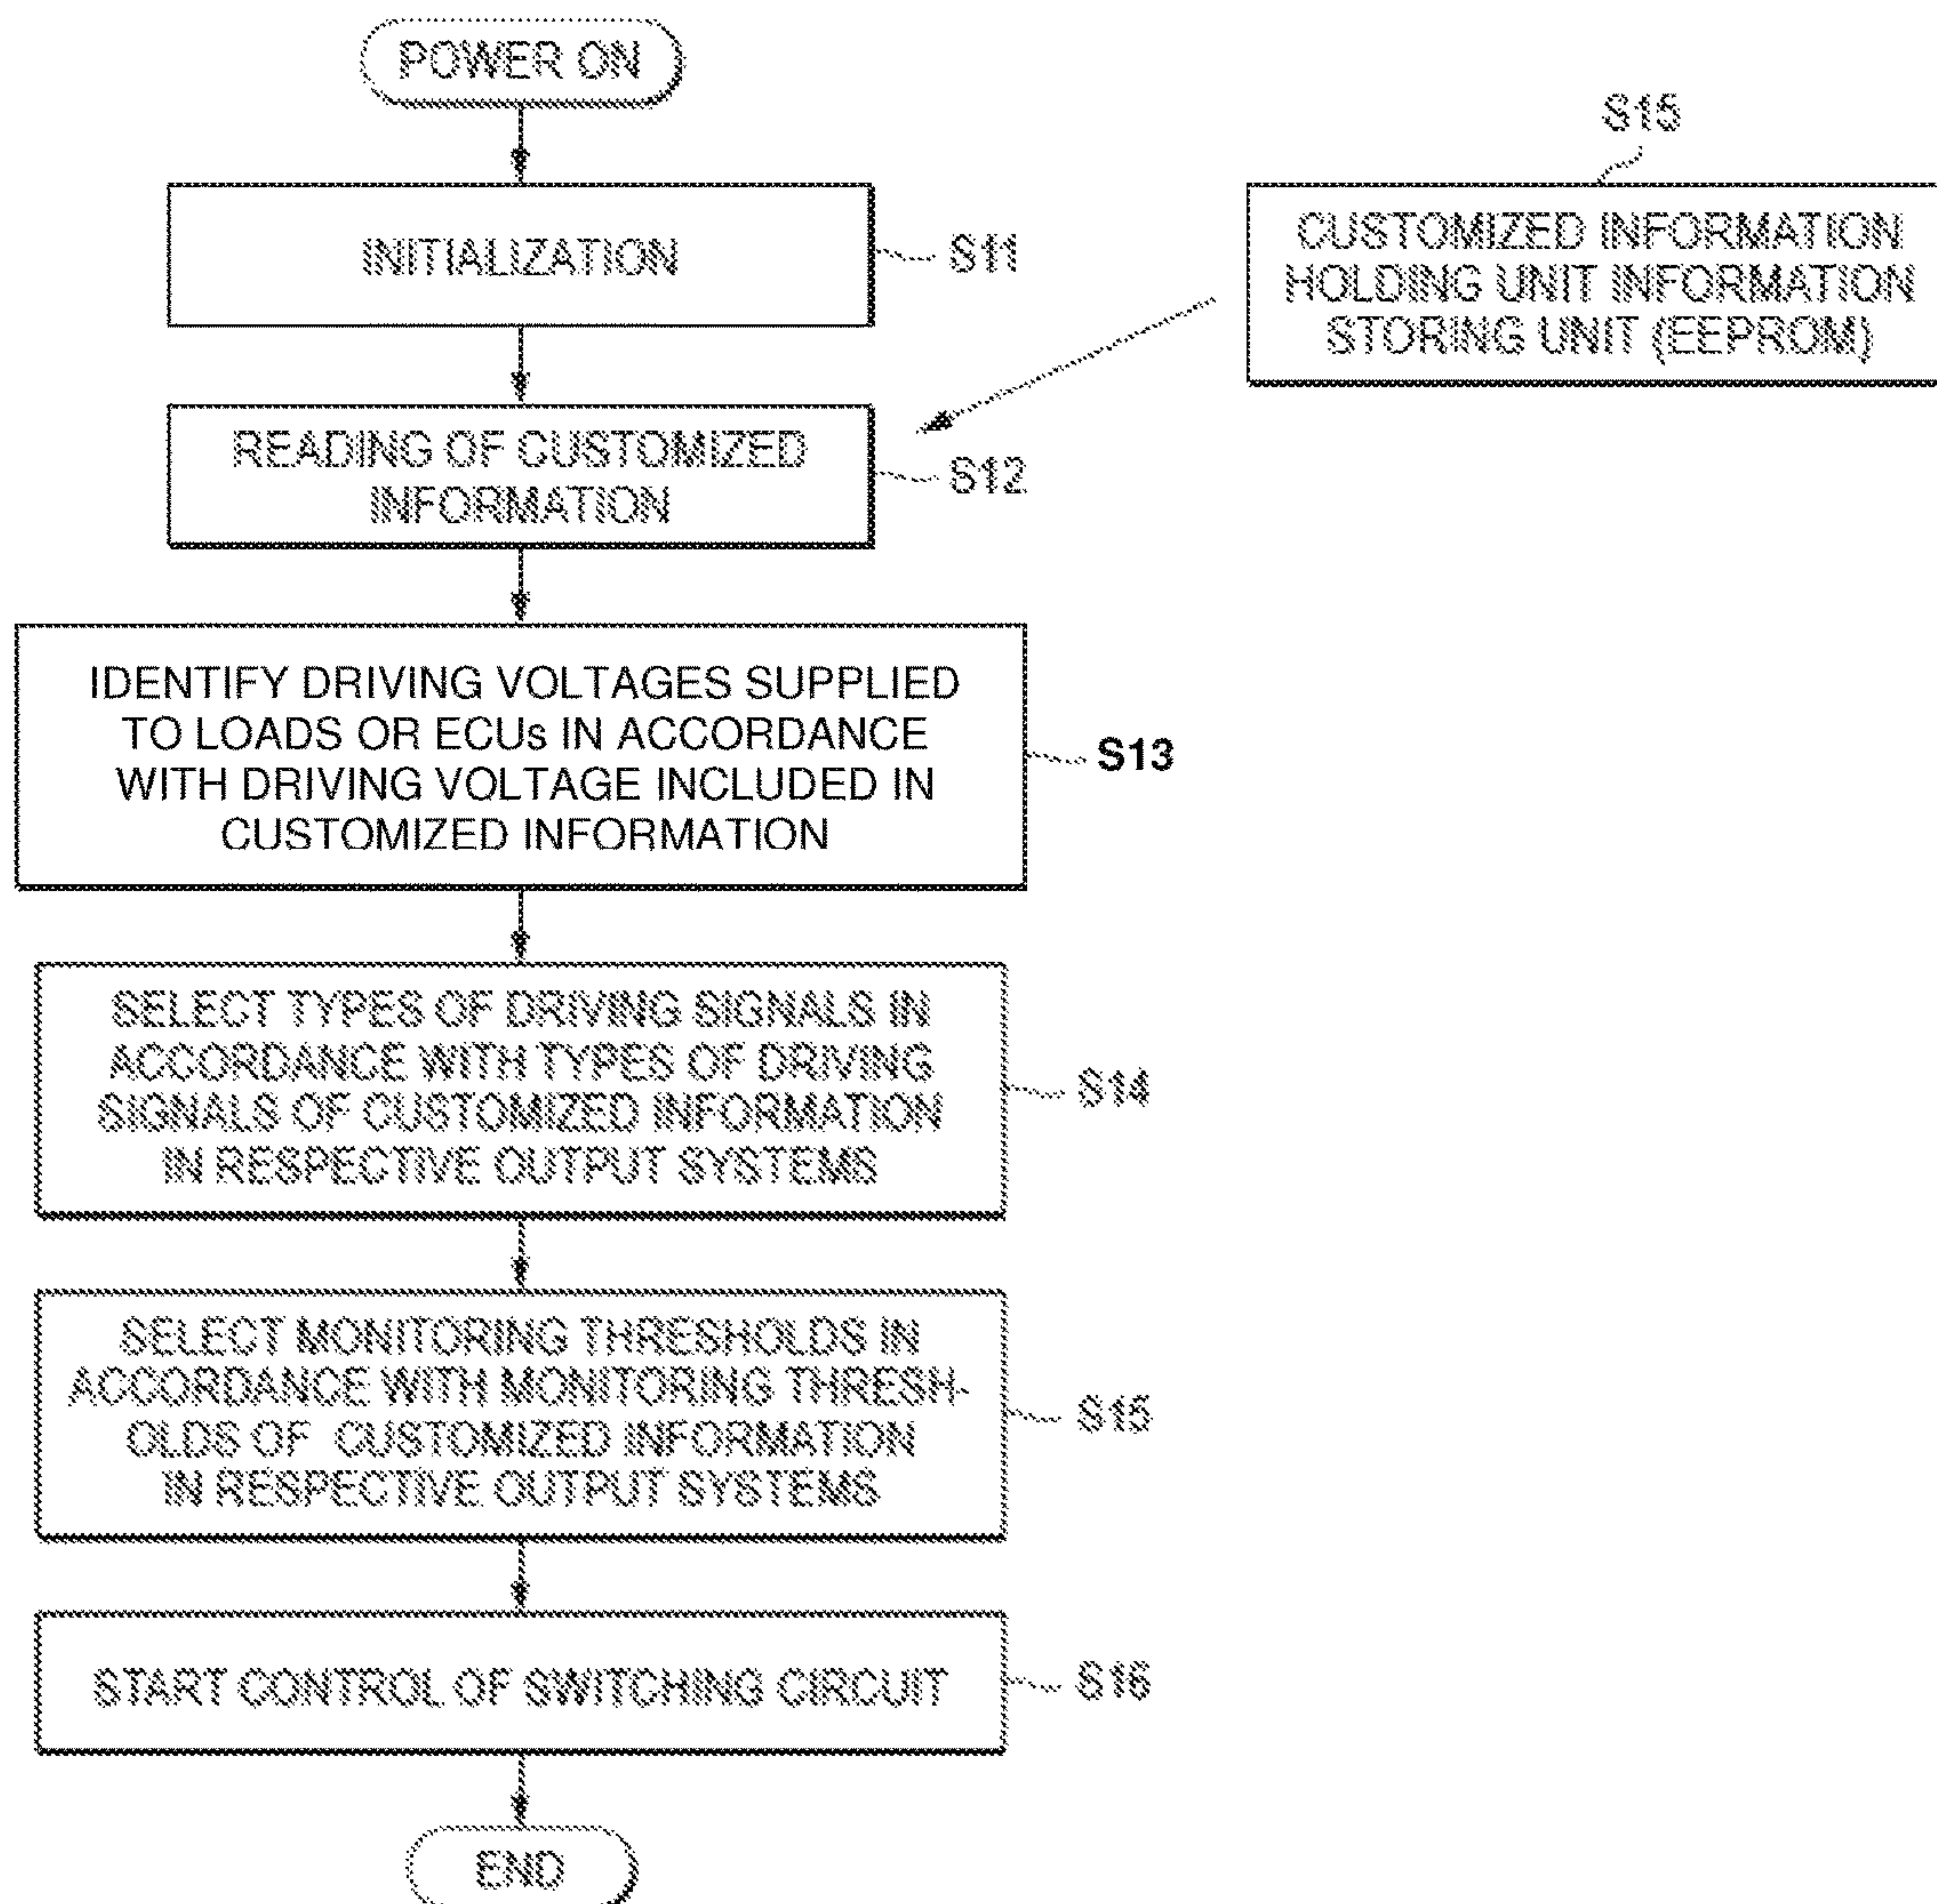 POWER ON
INITIALIZATION
S11
S15
CUSTOMIZED INFORMATION
HOLDING UNIT INFORMATION
STORING UNIT (EEPROM)
READING OF CUSTOMIZED
INFORMATION
S12
IDENTIFY DRIVING VOLTAGES SUPPLIED
TO LOADS OR ECUs IN ACCORDANCE
WITH DRIVING VOLTAGE INCLUDED IN
CUSTOMIZED INFORMATION
S13
SELECT TYPES OF DRIVING SIGNALS IN
ACCORDANCE WITH TYPES OF DRIVING
SIGNALS OF CUSTOMIZED INFORMATION
IN RESPECTIVE OUTPUT SYSTEMS
S14
SELECT MONITORING THRESHOLDS IN
ACCORDANCE WITH MONITORING THRESH-
OLDS OF CUSTOMIZED INFORMATION
IN RESPECTIVE OUTPUT SYSTEMS
S15
START CONTROL OF SWITCHING CIRCUIT
S16
END